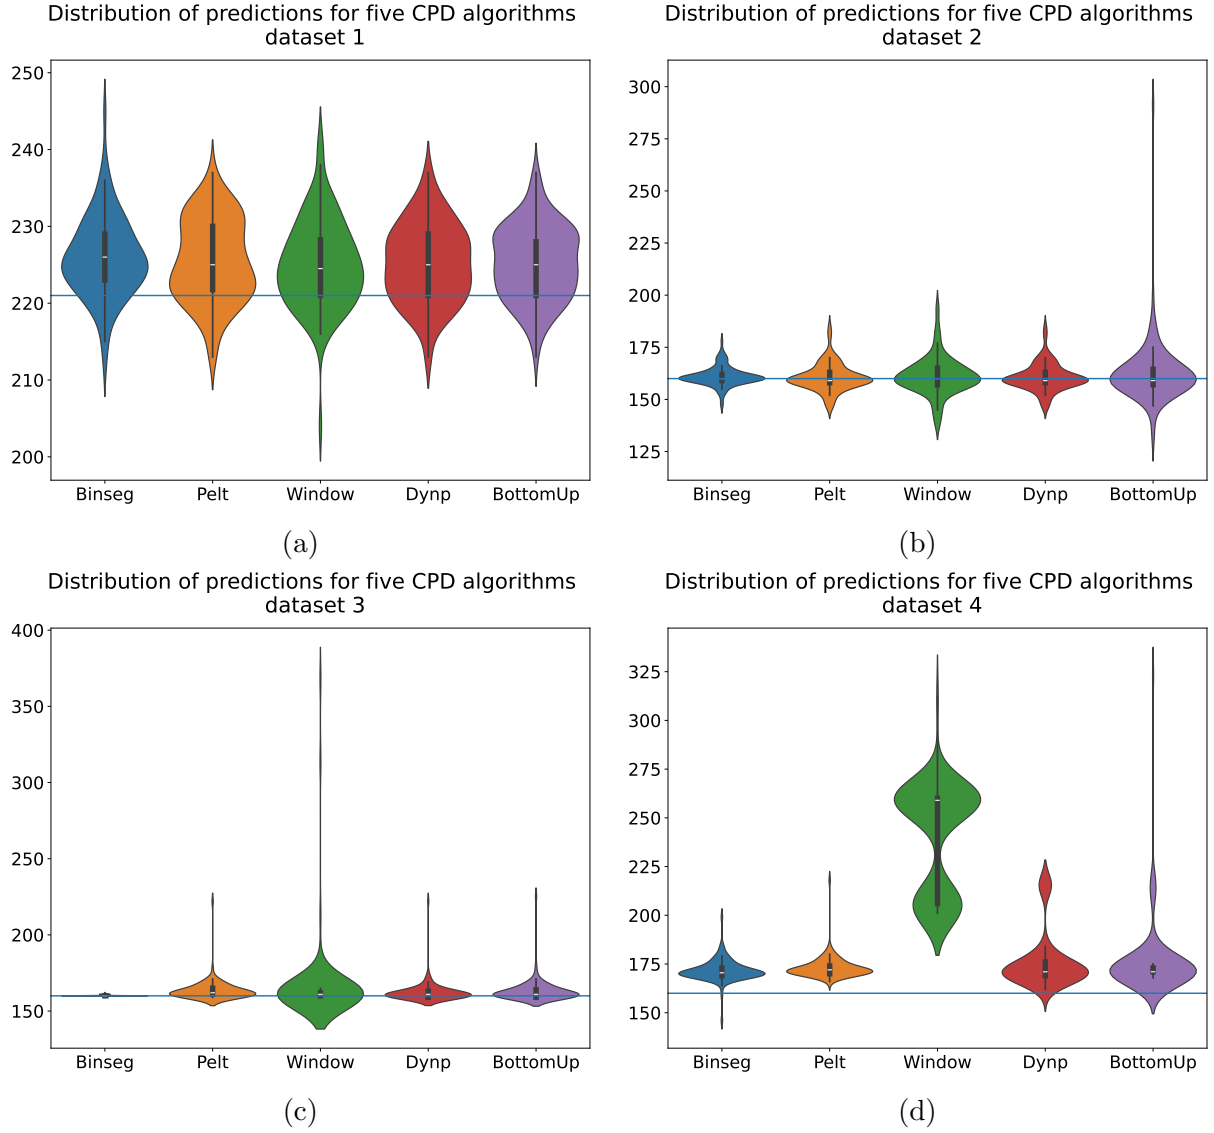 Distribution of predictions for five CPD algorithms
dataset 1
250
240
230
220
210
200
Binseg Pelt Window Dynp BottomUp
(a)
Distribution of predictions for five CPD algorithms
dataset 2
300
275
250
225
200
175
150
125
Binseg Pelt Window Dynp BottomUp
(b)
Distribution of predictions for five CPD algorithms
dataset 3
400
350
300
250
200
150
Binseg Pelt Window Dynp BottomUp
(c)
Distribution of predictions for five CPD algorithms
dataset 4
325
300
275
250
225
200
175
150
Binseg Pelt Window Dynp BottomUp
(d)